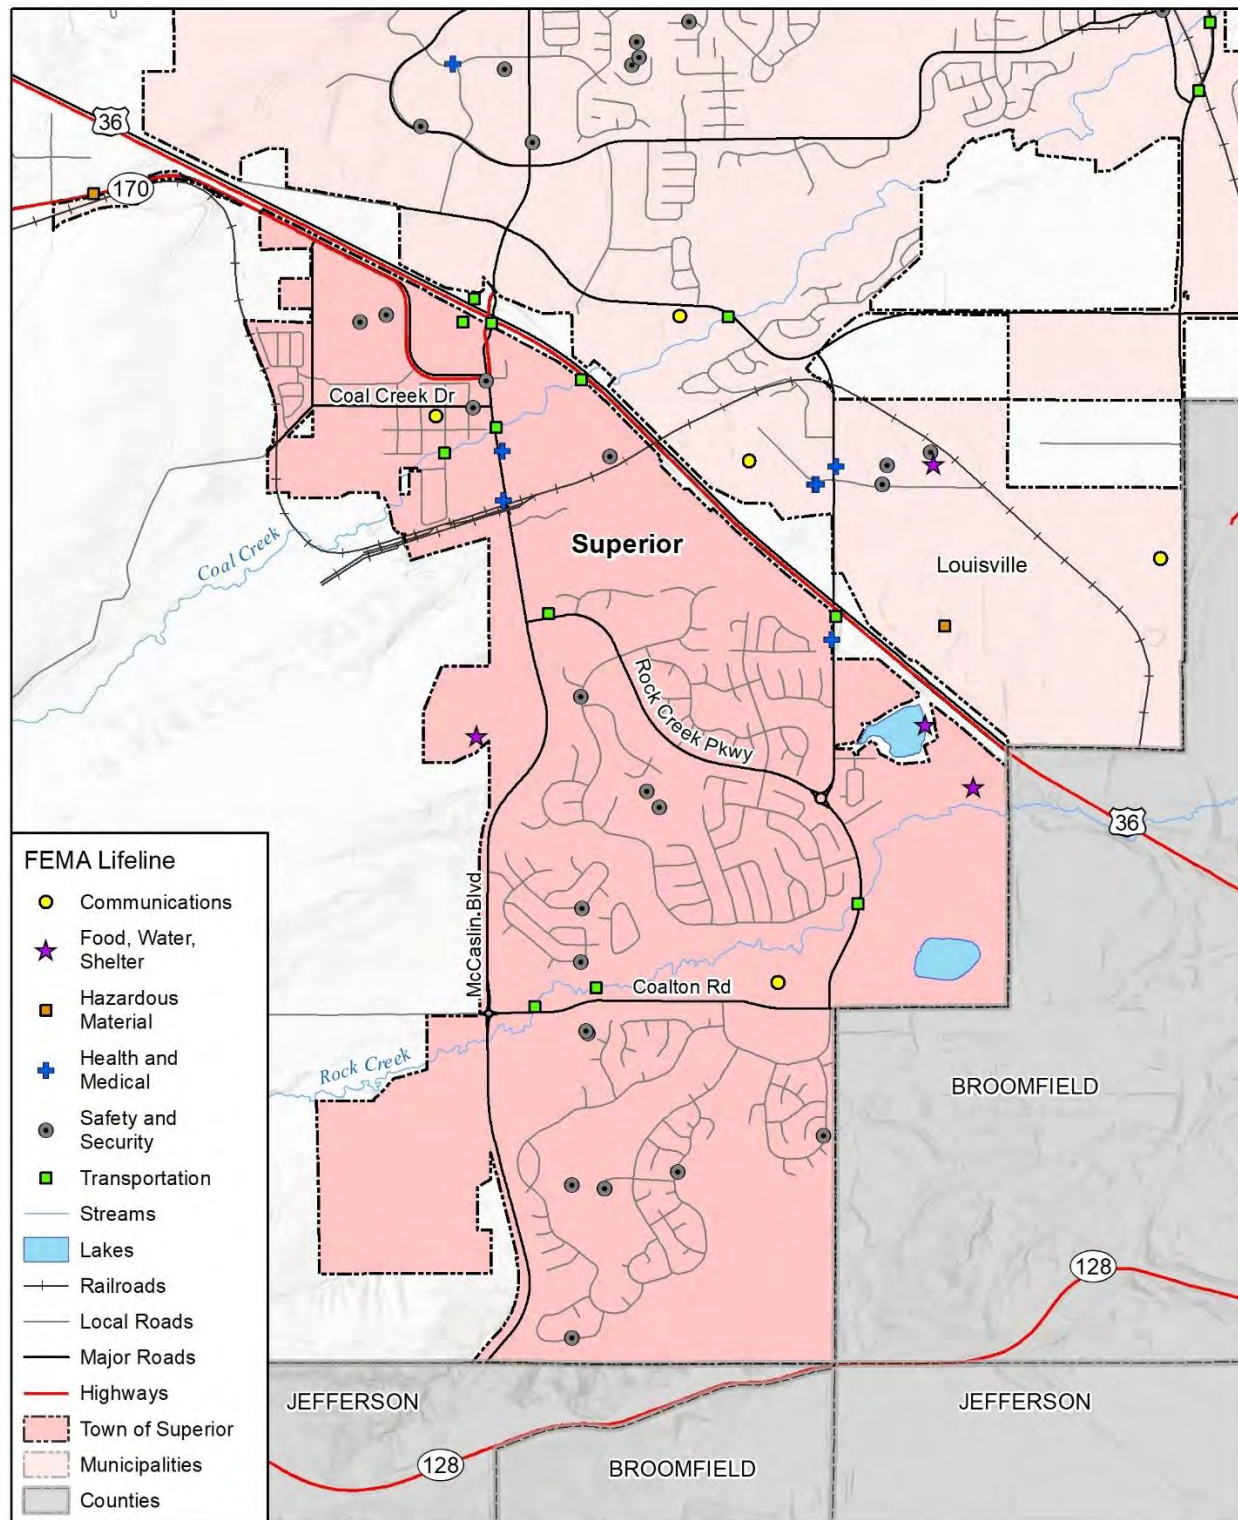 36
170
Coal Creek Dr
Coal Creek
Superior
Louisville
Rock Creek Pkwy
36
McCaslin Blvd
Coalton Rd
Rock Creek
BROOMFIELD
128
JEFFERSON
JEFFERSON
128
BROOMFIELD
FEMA Lifeline
Communications
Food, Water,
Shelter
Hazardous
Material
Health and
Medical
Safety and
Security
Transportation
Streams
Lakes
Railroads
Local Roads
Major Roads
Highways
Town of Superior
Municipalities
Counties